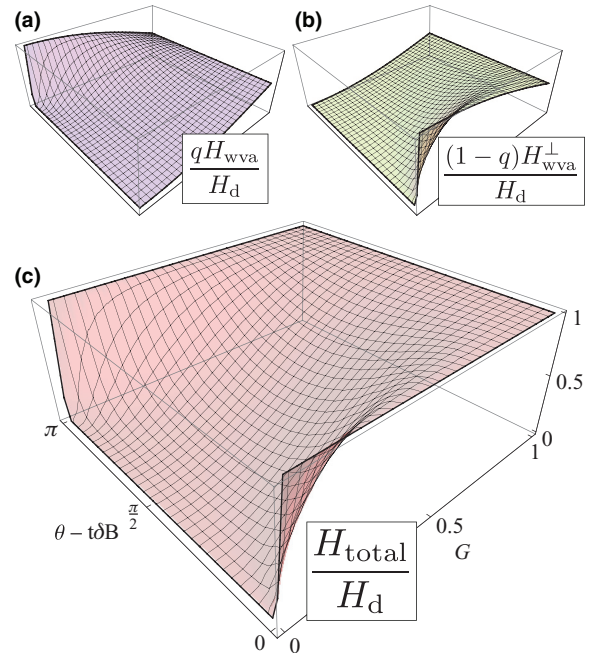 (a)
(b)
qH_wva
H_d
(1 − q)H^⊥_wva
H_d
(c)
1
0.5
0
1
π
π/2
θ − tδB
0.5
G
H_total
H_d
0
0